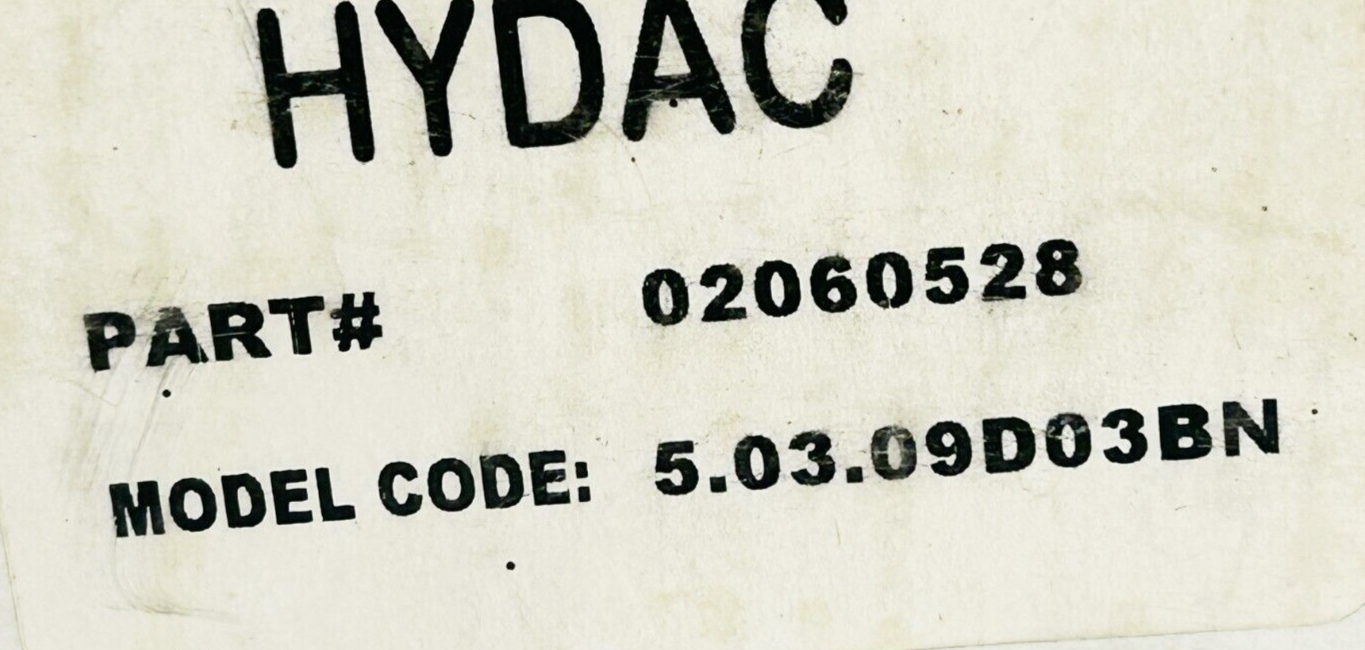 HYDAC
PART# 02060528
MODEL CODE: 5.03.09D03BN